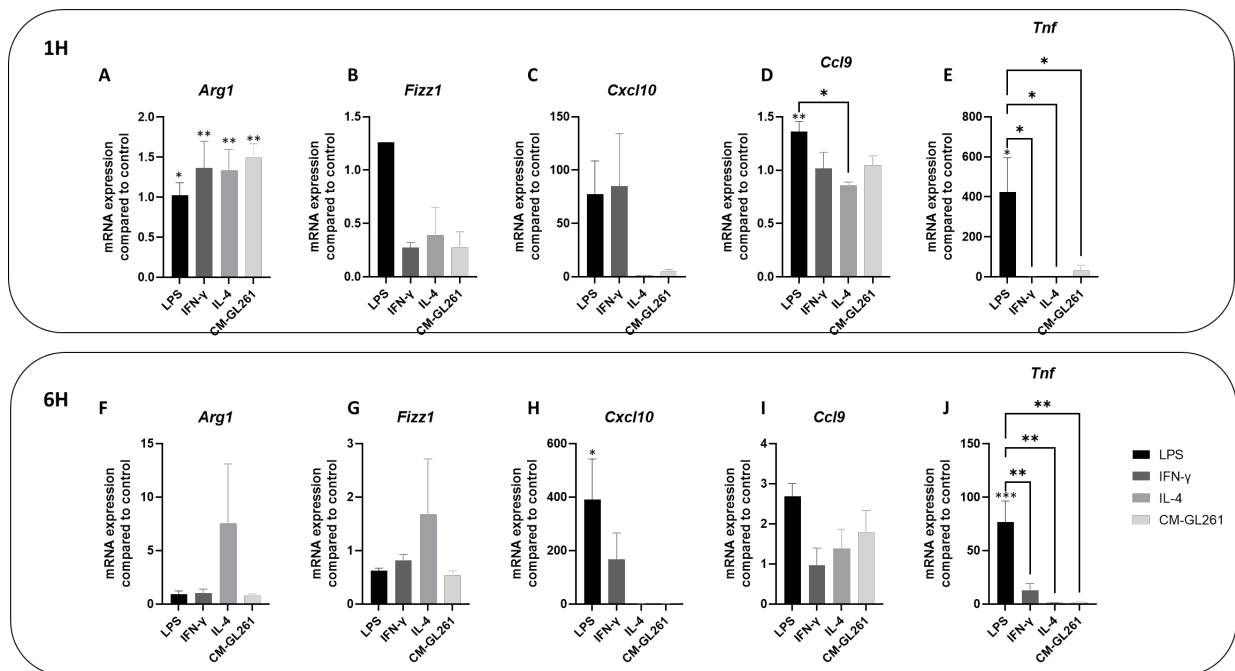 1H
A
Arg1
mRNA expression
compared to control
2.0
1.5
1.0
0.5
0.0
*
**
**
**
LPS
IFN-γ
IL-4
CM-GL261
B
Fizz1
mRNA expression
compared to control
1.5
1.0
0.5
0.0
LPS
IFN-γ
IL-4
CM-GL261
C
Cxcl10
mRNA expression
compared to control
150
100
50
0
LPS
IFN-γ
IL-4
CM-GL261
D
Ccl9
mRNA expression
compared to control
1.5
1.0
0.5
0.0
*
**
LPS
IFN-γ
IL-4
CM-GL261
E
Tnf
mRNA expression
compared to control
800
600
400
200
0
*
*
*
*
LPS
IFN-γ
IL-4
CM-GL261
6H
F
Arg1
mRNA expression
compared to control
15
10
5
0
LPS
IFN-γ
IL-4
CM-GL261
G
Fizz1
mRNA expression
compared to control
3
2
1
0
LPS
IFN-γ
IL-4
CM-GL261
H
Cxcl10
mRNA expression
compared to control
600
400
200
0
*
LPS
IFN-γ
IL-4
CM-GL261
I
Ccl9
mRNA expression
compared to control
4
3
2
1
0
LPS
IFN-γ
IL-4
CM-GL261
J
Tnf
mRNA expression
compared to control
150
100
50
0
**
**
**
***
LPS
IFN-γ
IL-4
CM-GL261
LPS
IFN-γ
IL-4
CM-GL261